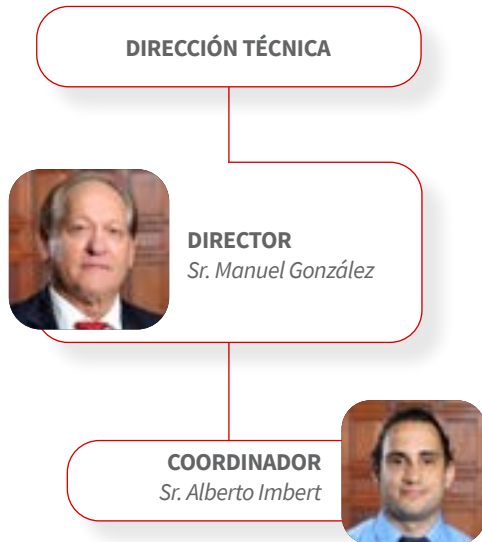 DIRECCIÓN TÉCNICA
DIRECTOR
Sr. Manuel González
COORDINADOR
Sr. Alberto Imbert